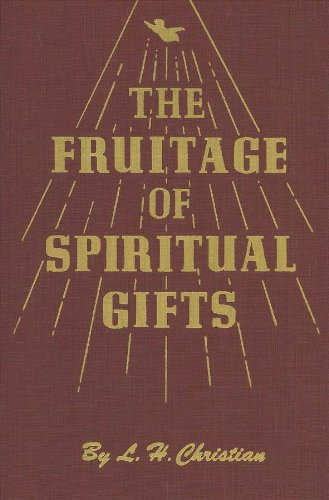 THE
FRUITAGE
OF
SPIRITUAL
GIFTS
By L. H. Christian